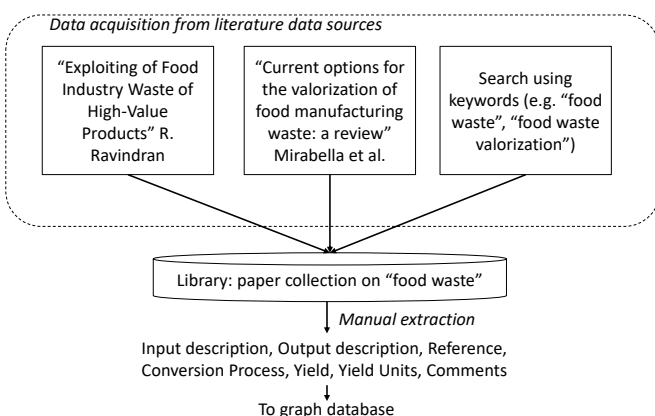 Data acquisition from literature data sources
“Exploiting of Food
Industry Waste of
High-Value
Products” R.
Ravindran
“Current options for
the valorization of
food manufacturing
waste: a review”
Mirabella et al.
Search using
keywords (e.g. “food
waste”, “food waste
valorization”)
Library: paper collection on “food waste”
Manual extraction
Input description, Output description, Reference,
Conversion Process, Yield, Yield Units, Comments
To graph database